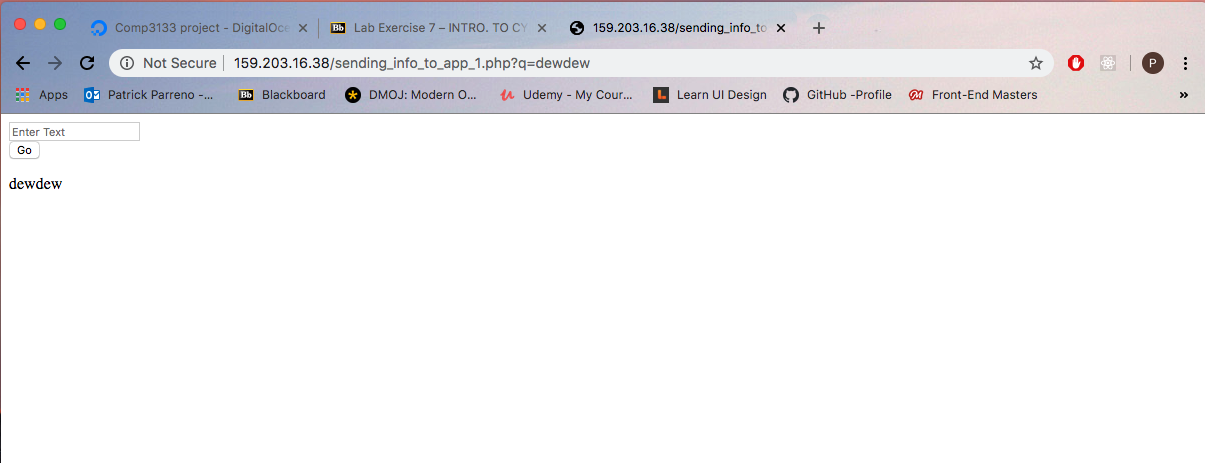 Comp3133 project - DigitalOce
Lab Exercise 7 – INTRO. TO CY
159.203.16.38/sending_info_to
Not Secure 159.203.16.38/sending_info_to_app_1.php?q=dewdew P
Apps Patrick Parreno -... Bb Blackboard DMOJ: Modern O... Udemy - My Cour... Learn UI Design GitHub -Profile Front-End Masters »
Enter Text
Go
dewdew